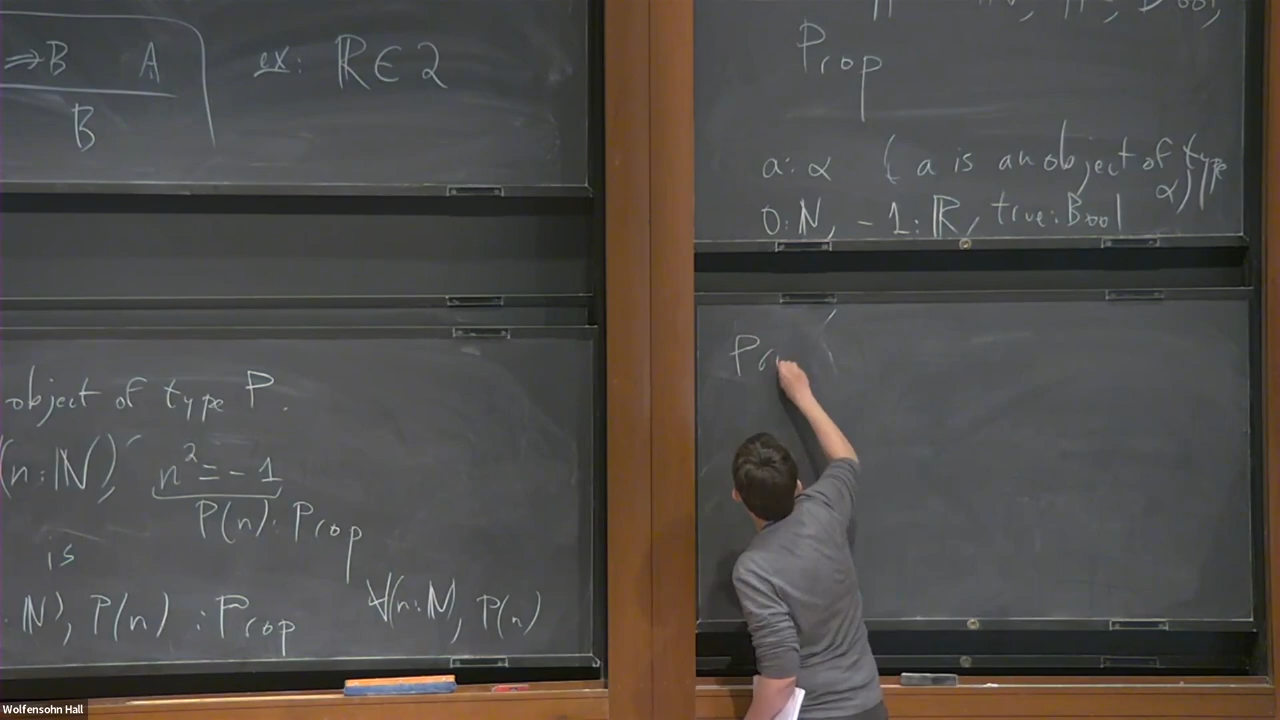 ⇒B A
B
ex: ℝ∈2
object of type P.
(n:ℕ), n²=-1
P(n): Prop
is
ℕ), P(n) : Prop ∀(n:ℕ), P(n)
Prop
a: α (a is an object of type α)
0:ℕ, -1:ℝ, true:Bool
Pro
Wolfensohn Hall